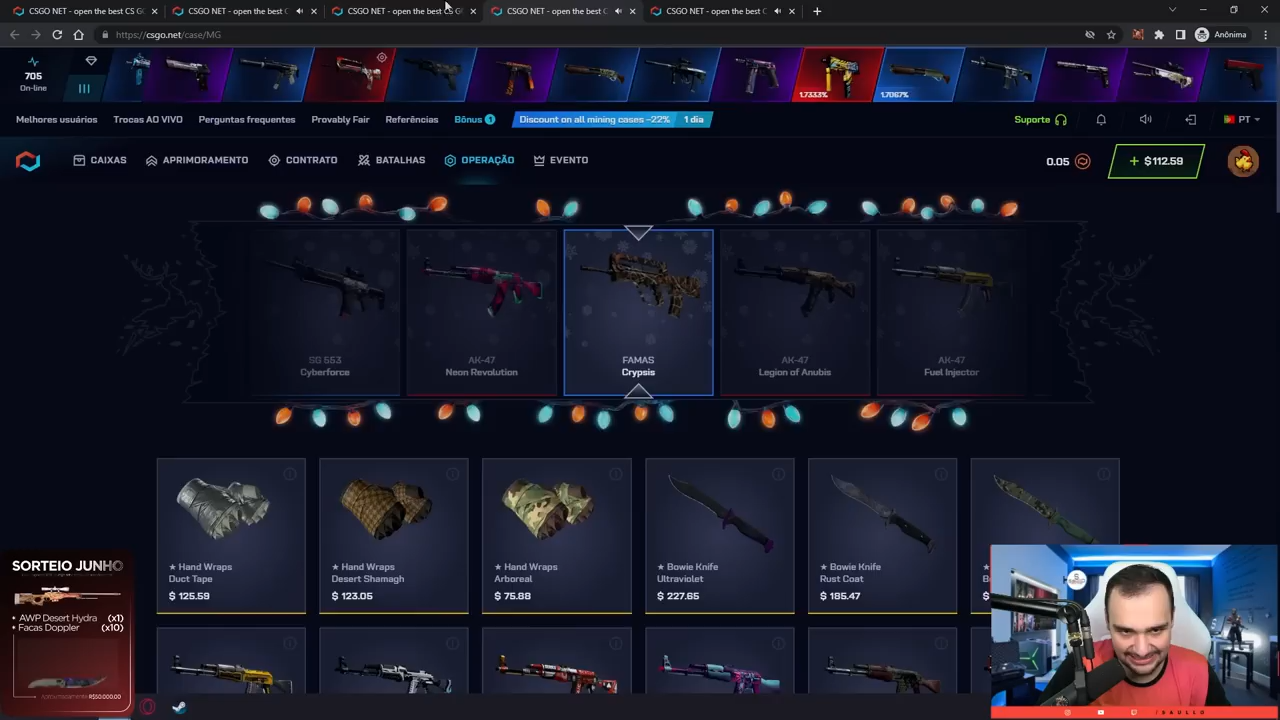 CSGO NET - open the best CS GO
CSGO NET - open the best C
CSGO NET - open the best CS G
CSGO NET - open the best C
CSGO NET - open the best C
https://csgo.net/case/MG
Anônima
705
On-line
1.7333%
1.7067%
Melhores usuários
Trocas AO VIVO
Perguntas frequentes
Provably Fair
Referências
Bônus 1
Discount on all mining cases −22%
1 dia
Suporte
PT
CAIXAS
APRIMORAMENTO
CONTRATO
BATALHAS
OPERAÇÃO
EVENTO
0.05
+ $112.59
SG 553
Cyberforce
AK-47
Neon Revolution
FAMAS
Crypsis
AK-47
Legion of Anubis
AK-47
Fuel Injector
★ Hand Wraps
Duct Tape
$ 125.59
★ Hand Wraps
Desert Shamagh
$ 123.05
★ Hand Wraps
Arboreal
$ 75.88
★ Bowie Knife
Ultraviolet
$ 227.65
★ Bowie Knife
Rust Coat
$ 185.47
SORTEIO JUNHO
• AWP Desert Hydra (x1)
• Facas Doppler (x10)
R$50.000,00
/SAULLO